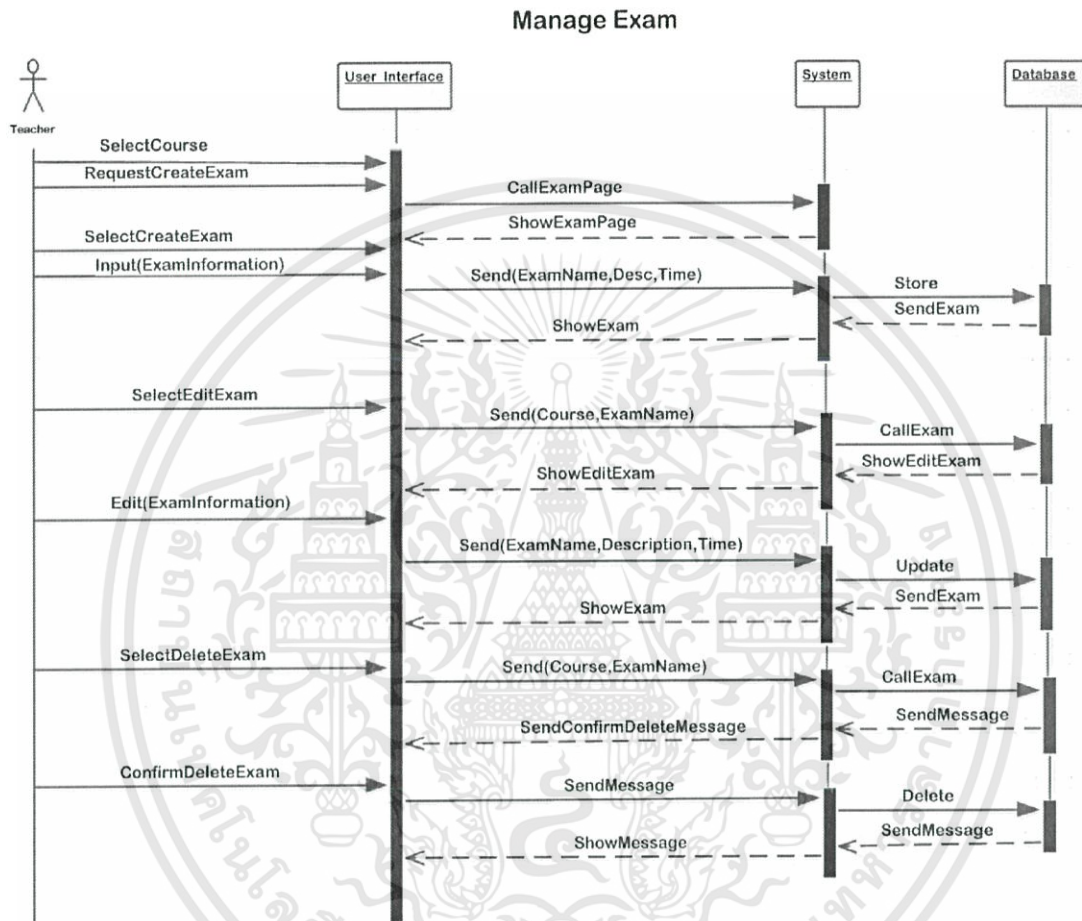 Manage Exam
User Interface
System
Database
Teacher
SelectCourse
RequestCreateExam
CallExamPage
ShowExamPage
SelectCreateExam
Input(ExamInformation)
Send(ExamName,Desc,Time)
Store
SendExam
ShowExam
SelectEditExam
Send(Course,ExamName)
CallExam
ShowEditExam
ShowEditExam
Edit(ExamInformation)
Send(ExamName,Description,Time)
Update
SendExam
ShowExam
SelectDeleteExam
Send(Course,ExamName)
CallExam
SendMessage
SendConfirmDeleteMessage
ConfirmDeleteExam
SendMessage
Delete
SendMessage
ShowMessage